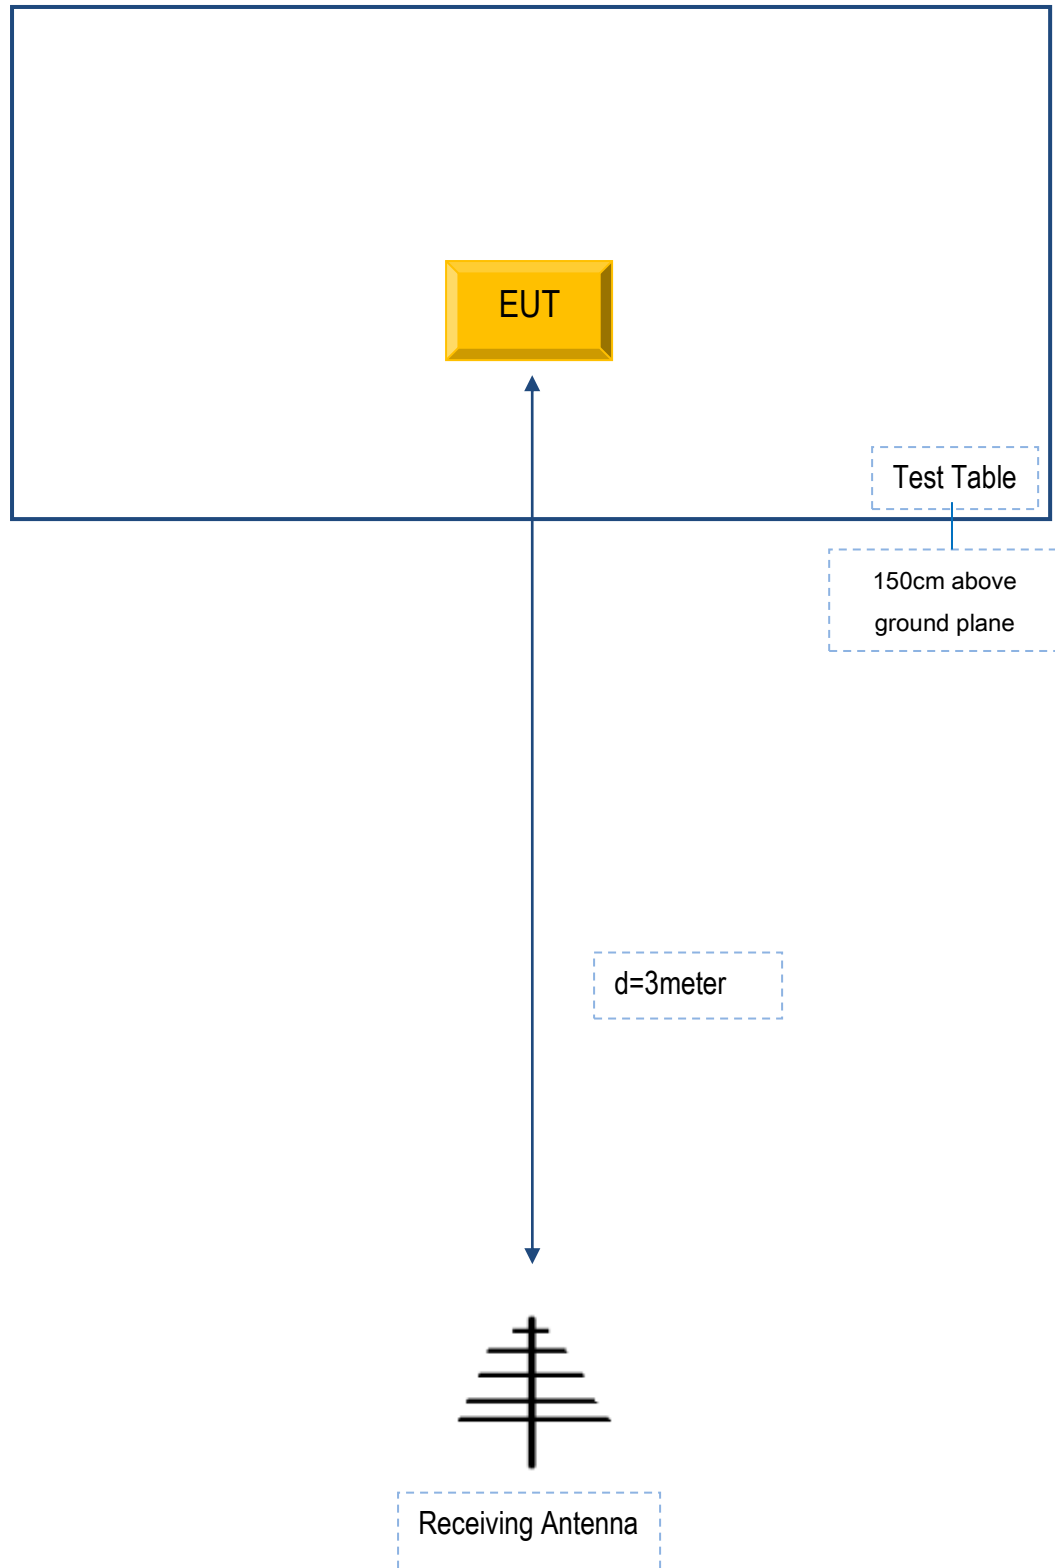 EUT
Test Table
150cm above
ground plane
d=3meter
Receiving Antenna